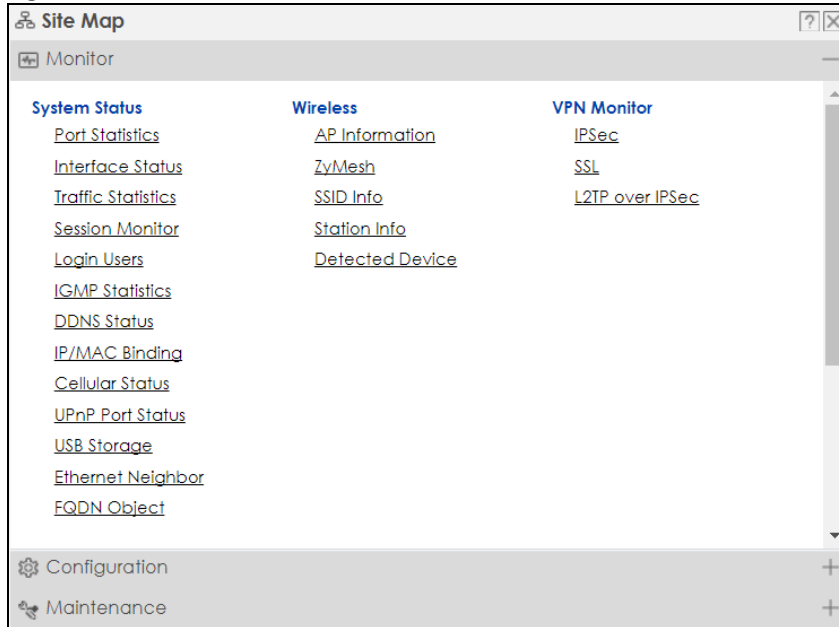 Site Map
?
Monitor
System Status
Port Statistics
Interface Status
Traffic Statistics
Session Monitor
Login Users
IGMP Statistics
DDNS Status
IP/MAC Binding
Cellular Status
UPnP Port Status
USB Storage
Ethernet Neighbor
FQDN Object
Wireless
AP Information
ZyMesh
SSID Info
Station Info
Detected Device
VPN Monitor
IPSec
SSL
L2TP over IPSec
Configuration
Maintenance